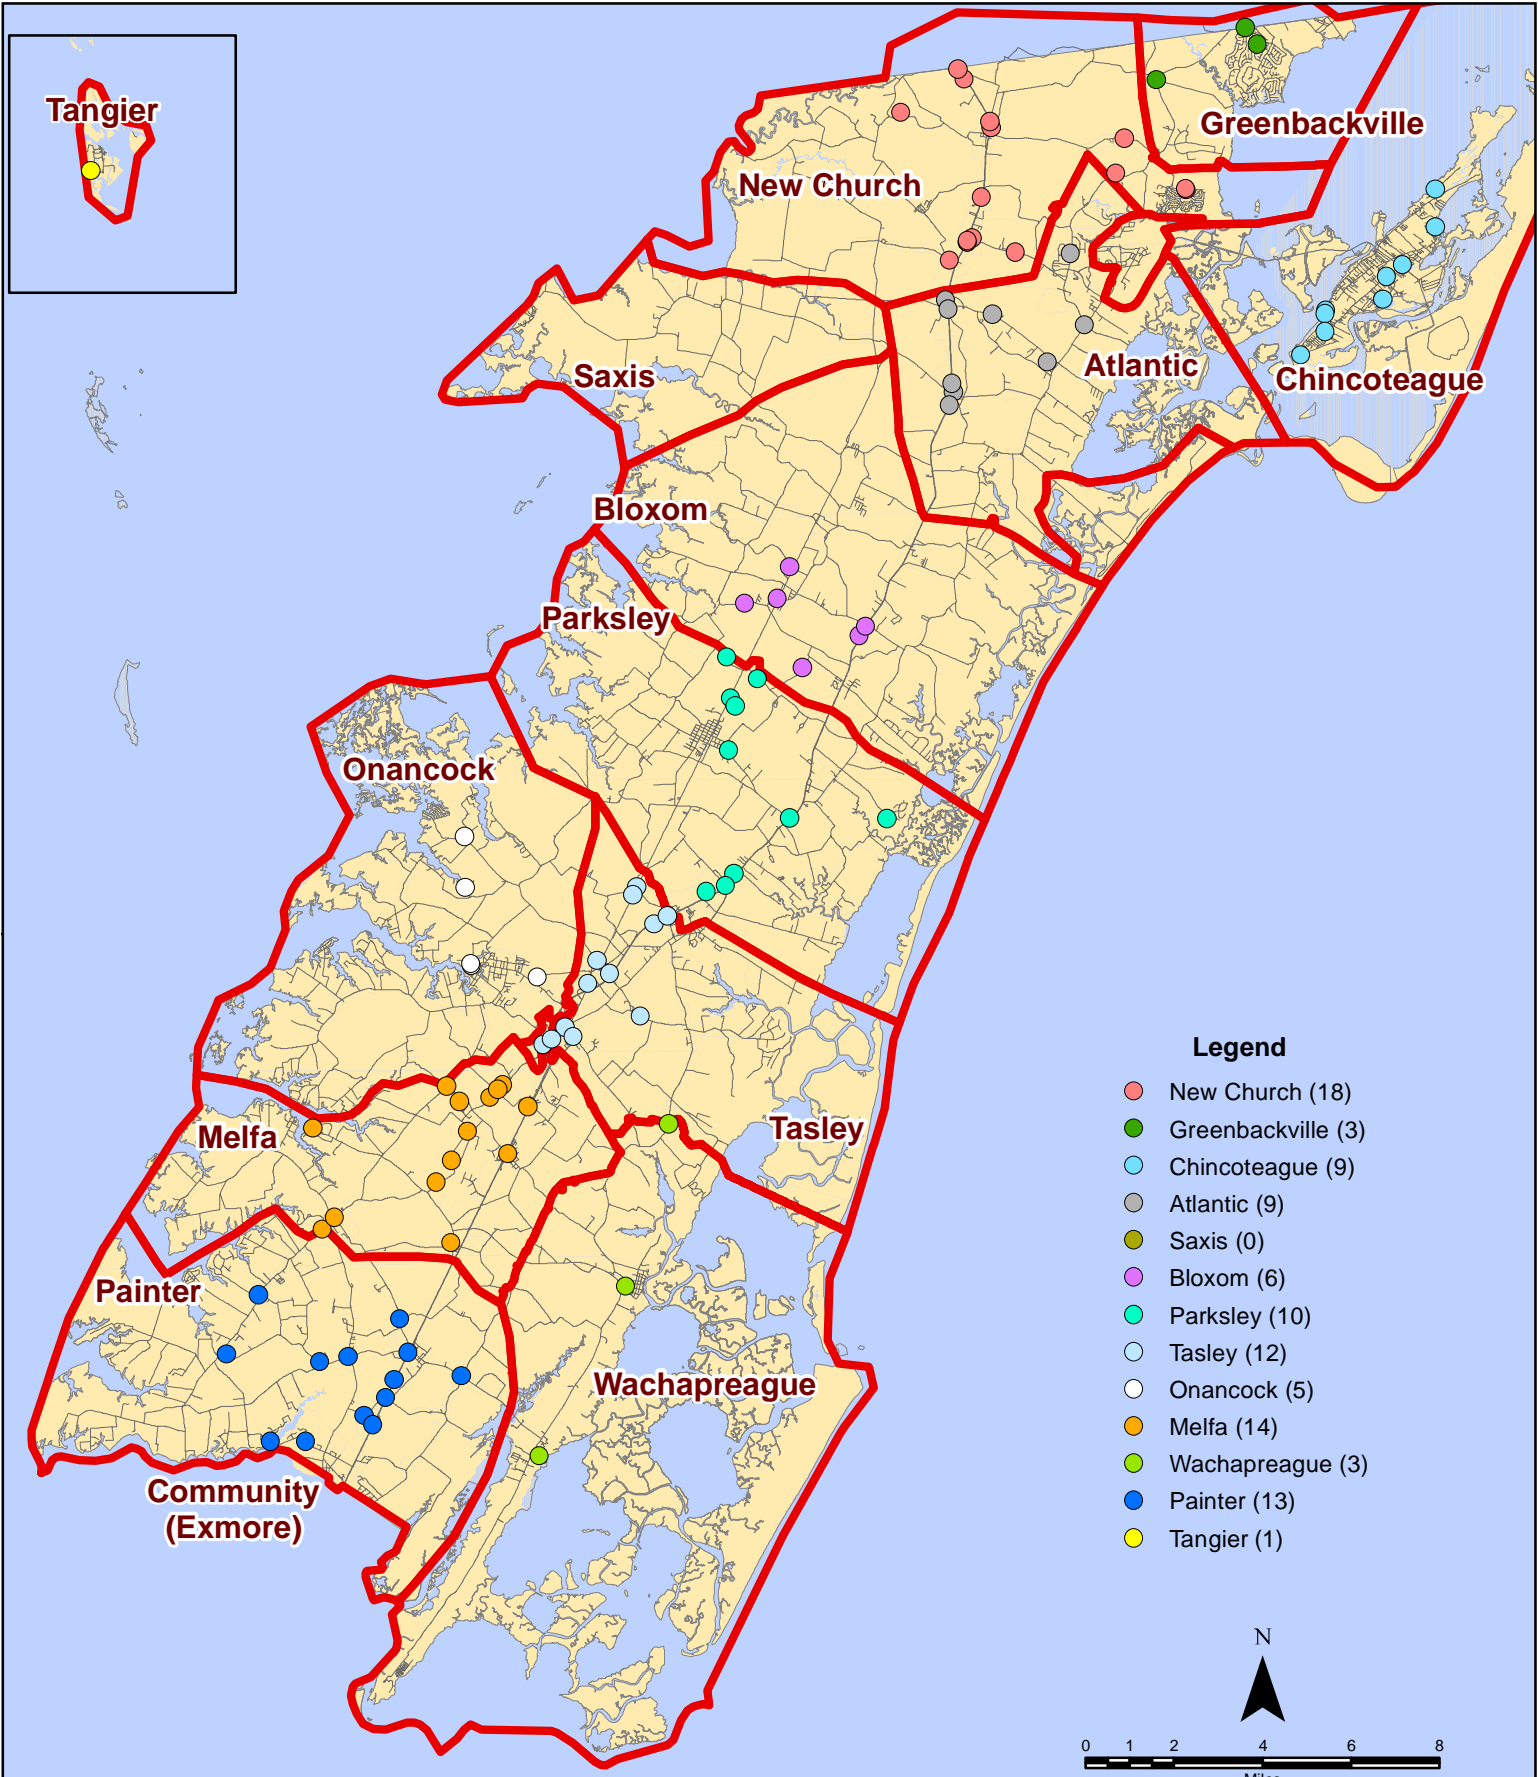 Tangier
Greenbackville
New Church
Saxis
Atlantic
Chincoteague
Bloxom
Parksley
Onancock
Melfa
Tasley
Painter
Wachapreague
Community
(Exmore)
Legend
New Church (18)
Greenbackville (3)
Chincoteague (9)
Atlantic (9)
Saxis (0)
Bloxom (6)
Parksley (10)
Tasley (12)
Onancock (5)
Melfa (14)
Wachapreague (3)
Painter (13)
Tangier (1)
N
0 1 2 4 6 8
Miles